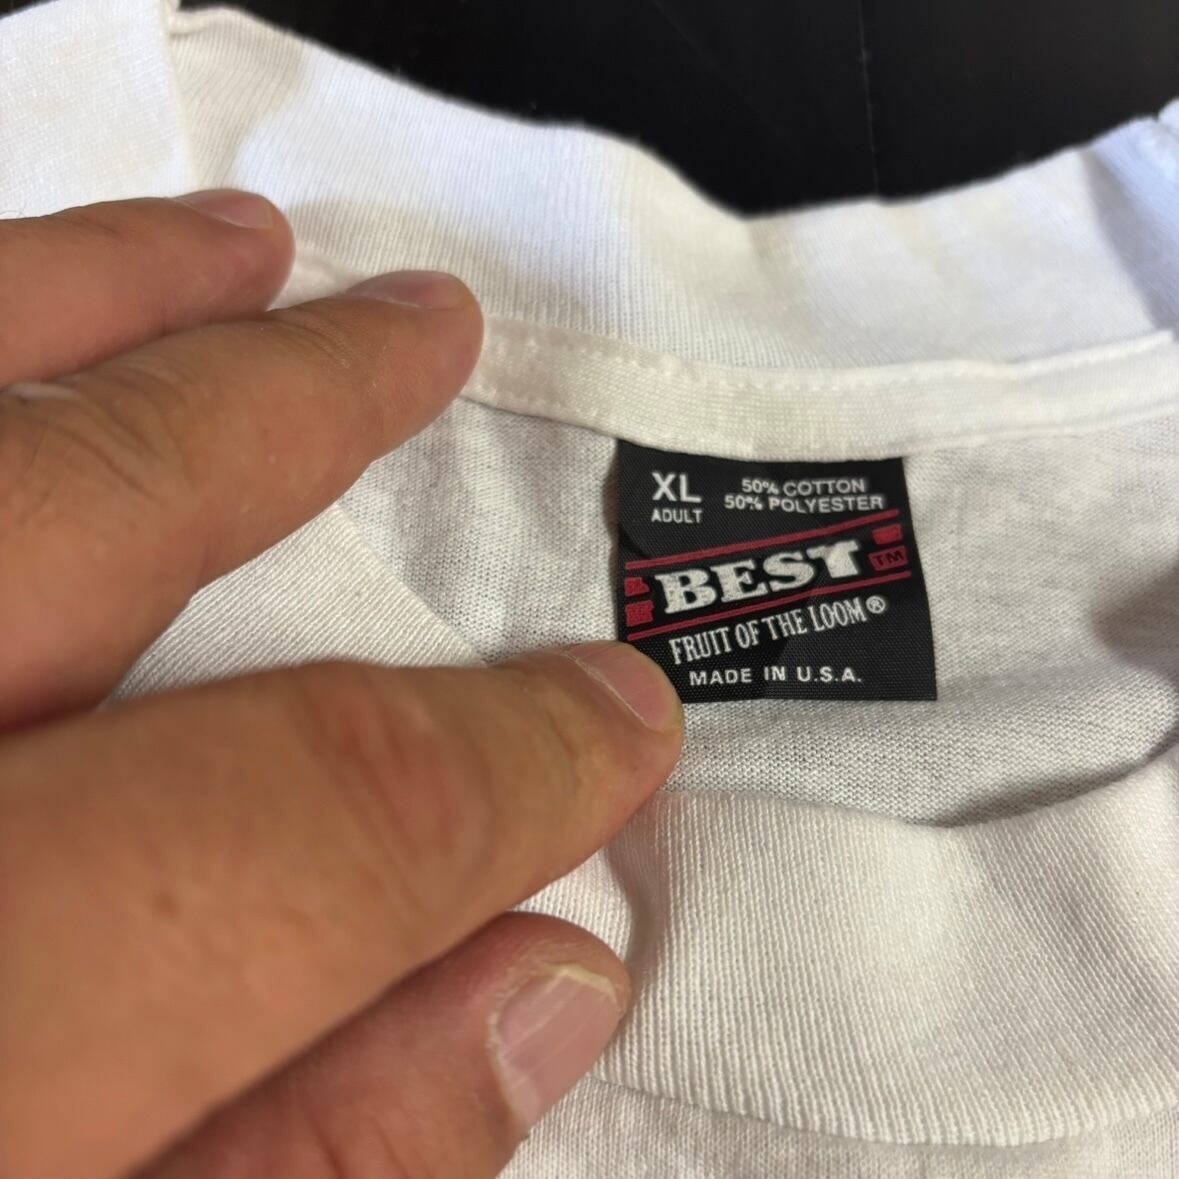 XL
ADULT
50% COTTON
50% POLYESTER
BEST TM
FRUIT OF THE LOOM®
MADE IN U.S.A.